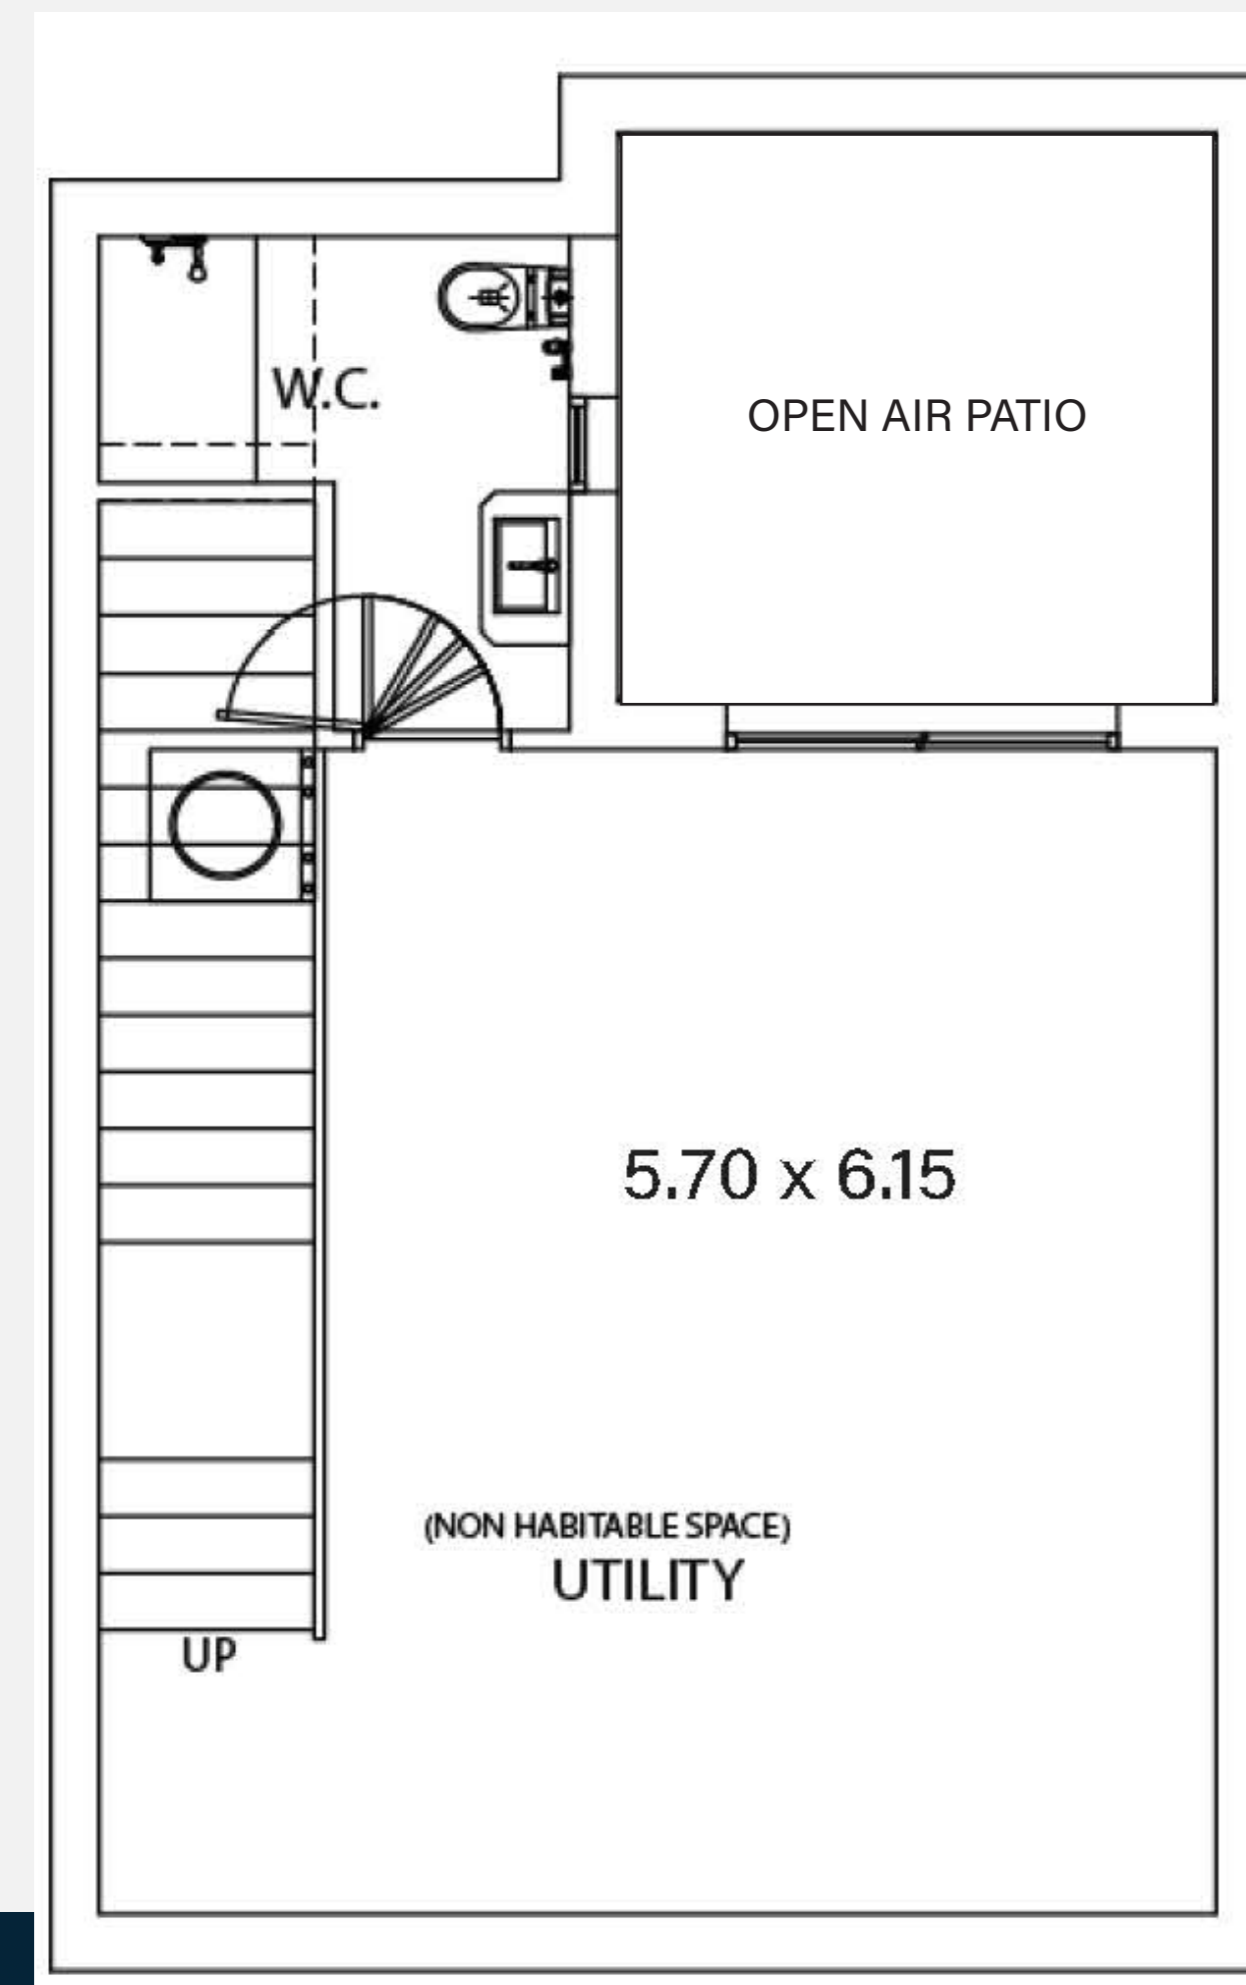 W.C.
OPEN AIR PATIO
5.70 x 6.15
(NON HABITABLE SPACE)
UTILITY
UP